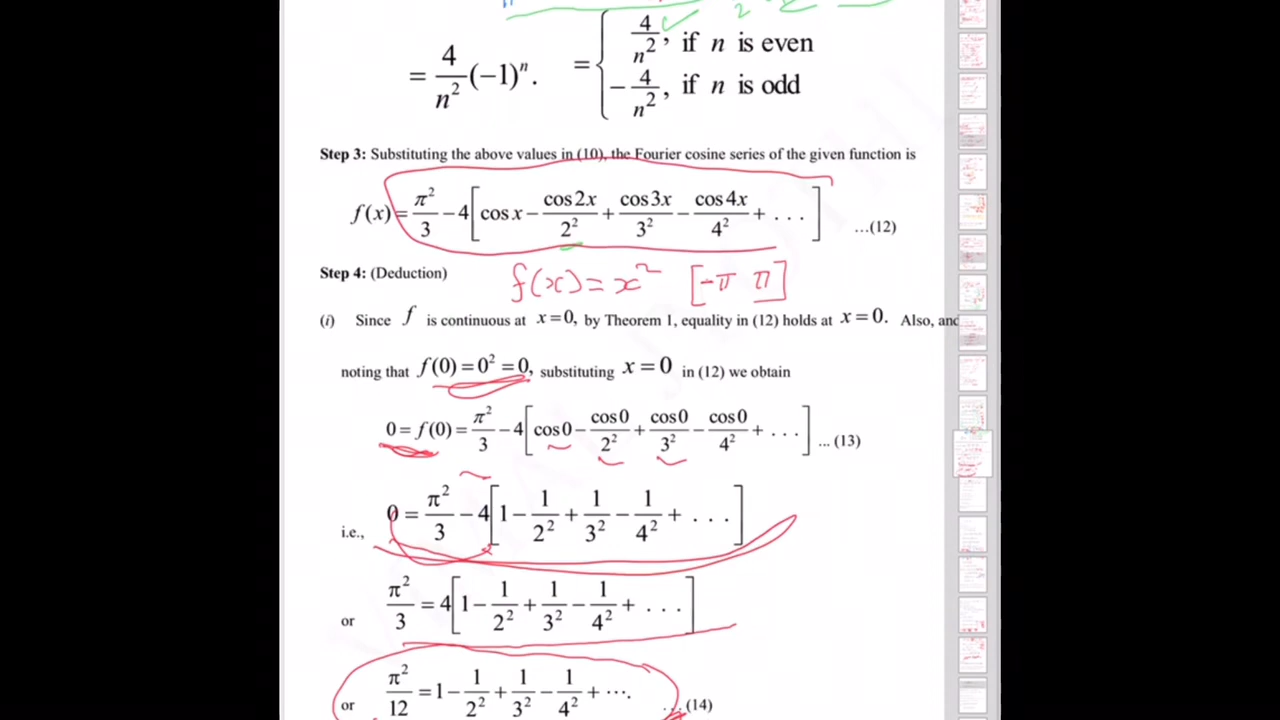 = 4/n² (−1)ⁿ. = { 4/n², if n is even
− 4/n², if n is odd
Step 3: Substituting the above values in (10), the Fourier cosine series of the given function is
f(x) = π²/3 − 4[cos x − cos 2x/2² + cos 3x/3² − cos 4x/4² + . . .] ...(12)
Step 4: (Deduction) f(x) = x² [-π π]
(i) Since f is continuous at x=0, by Theorem 1, equality in (12) holds at x=0. Also, and
noting that f(0) = 0² = 0, substituting x=0 in (12) we obtain
0 = f(0) = π²/3 − 4[cos 0 − cos 0/2² + cos 0/3² − cos 0/4² + . . .] ... (13)
i.e., 0 = π²/3 − 4[1 − 1/2² + 1/3² − 1/4² + . . .]
or π²/3 = 4[1 − 1/2² + 1/3² − 1/4² + . . .]
or π²/12 = 1 − 1/2² + 1/3² − 1/4² + ···. ...(14)